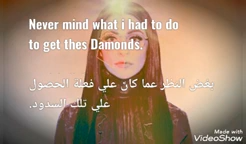 Never mind what i had to do
to get thes Damonds.
بغض النظر عما كان علي فعله الحصول
علي تلك السدود.
Made with
VideoShow